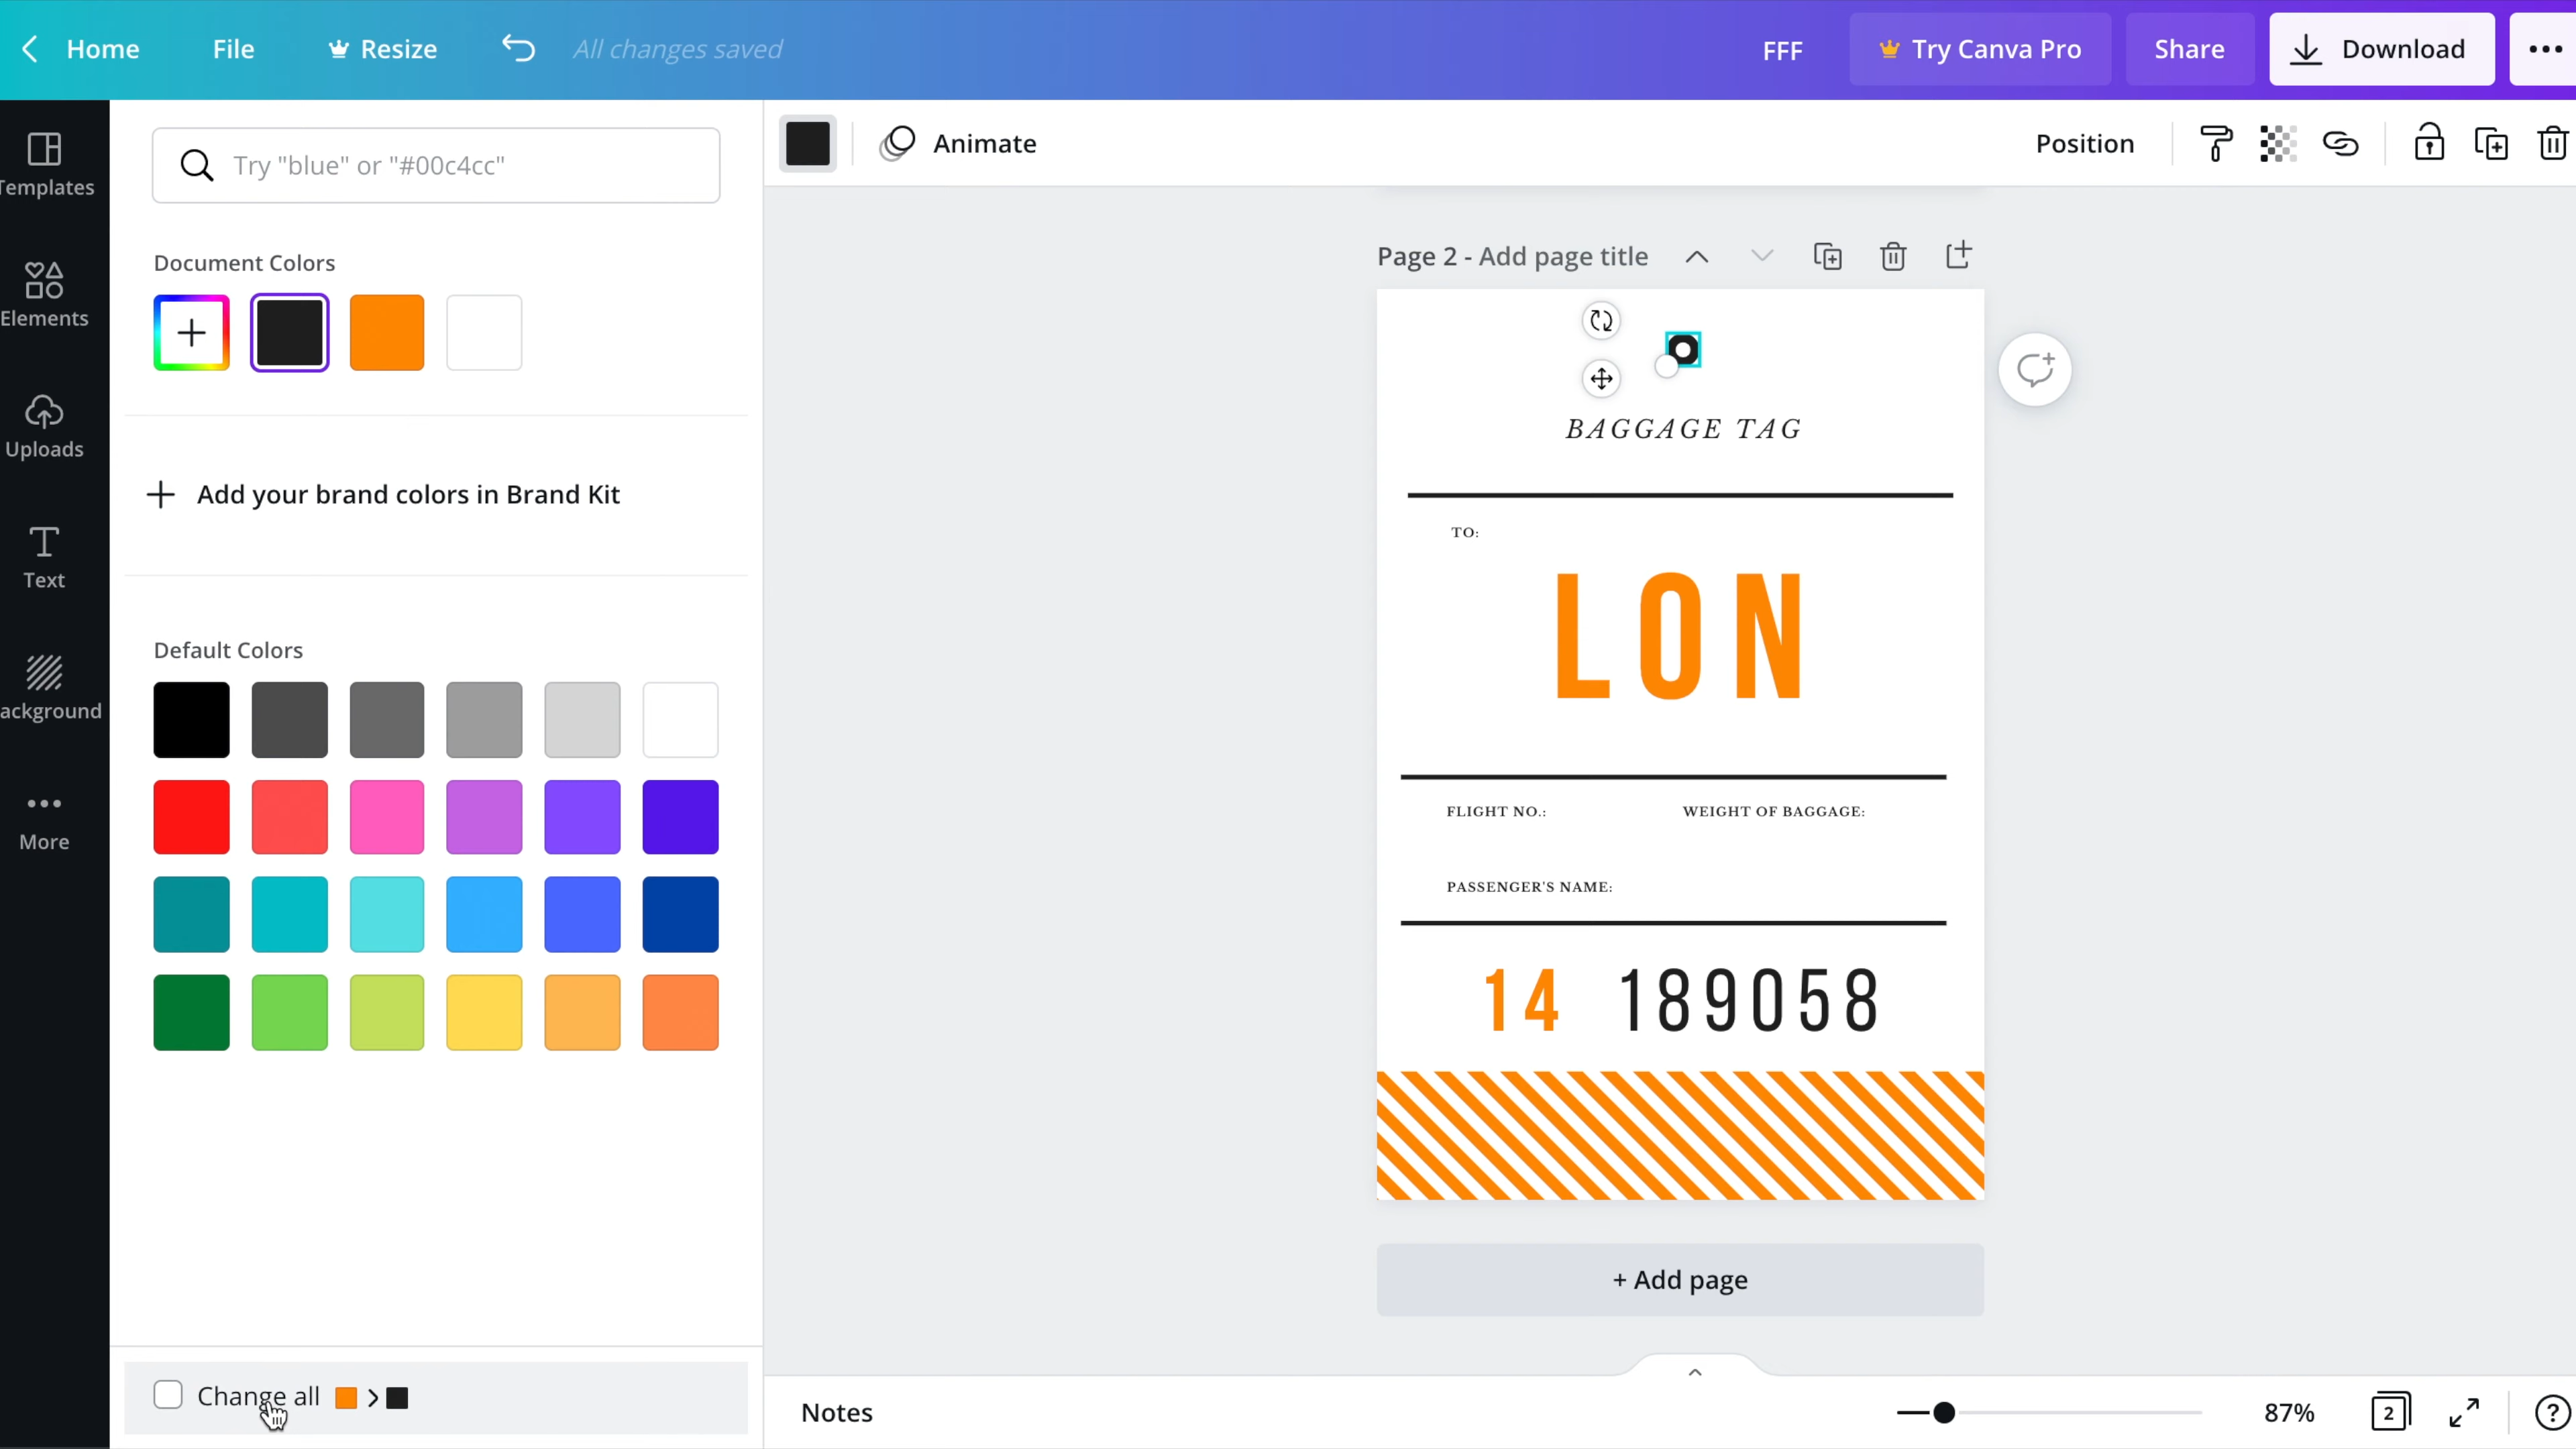 Home File Resize All changes saved FFF Try Canva Pro Share Download
Templates
Elements
Uploads
Text
ackground
More
Try "blue" or "#00c4cc"
Document Colors
Add your brand colors in Brand Kit
Default Colors
Change all
Animate Position
Page 2 - Add page title
BAGGAGE TAG
TO:
LON
FLIGHT NO.: WEIGHT OF BAGGAGE:
PASSENGER'S NAME:
14 189058
+ Add page
Notes 87% 2 ?